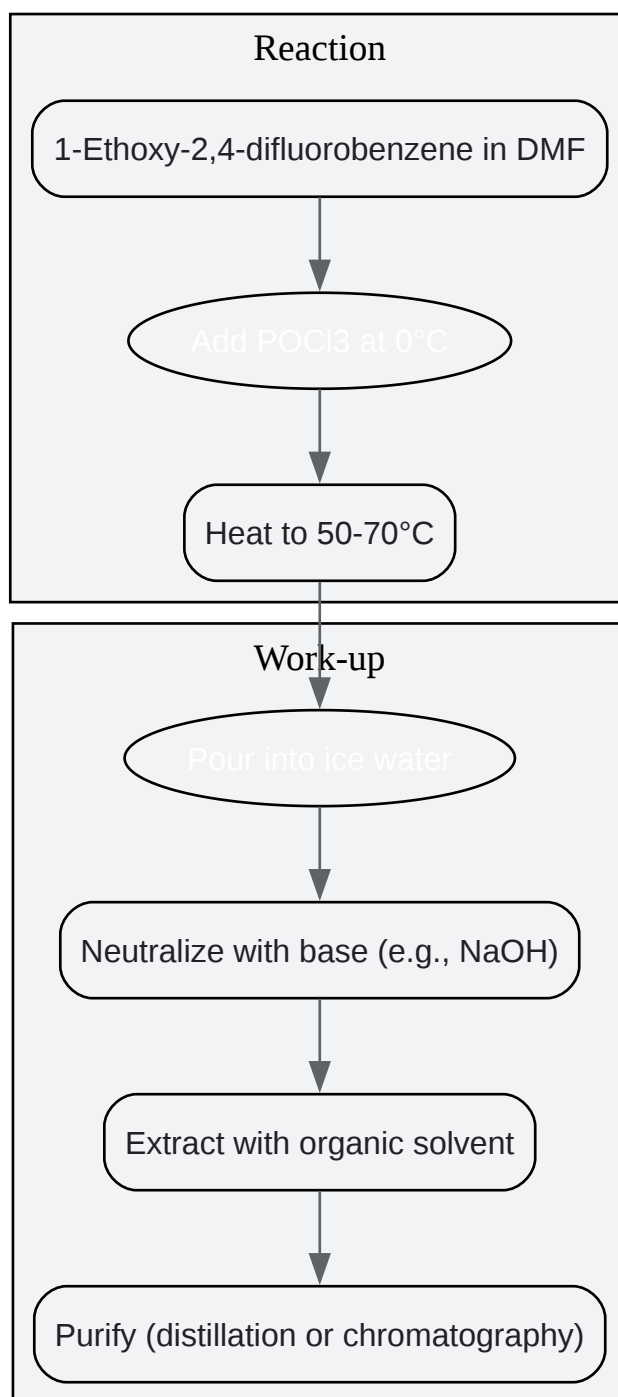 Reaction
1-Ethoxy-2,4-difluorobenzene in DMF
Add POCl3 at 0°C
Heat to 50-70°C
Work-up
Pour into ice water
Neutralize with base (e.g., NaOH)
Extract with organic solvent
Purify (distillation or chromatography)